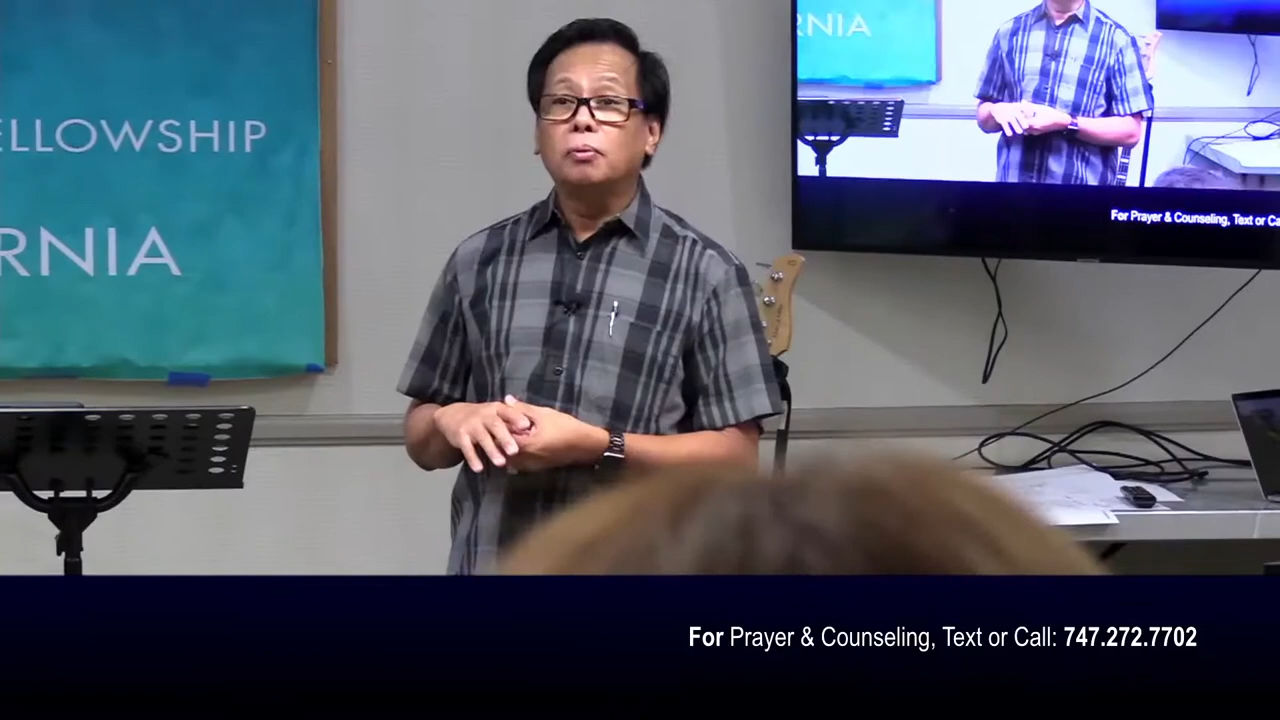 ELLOWSHIP
RNIA
RNIA
For Prayer & Counseling, Text or Ca
For Prayer & Counseling, Text or Call: 747.272.7702